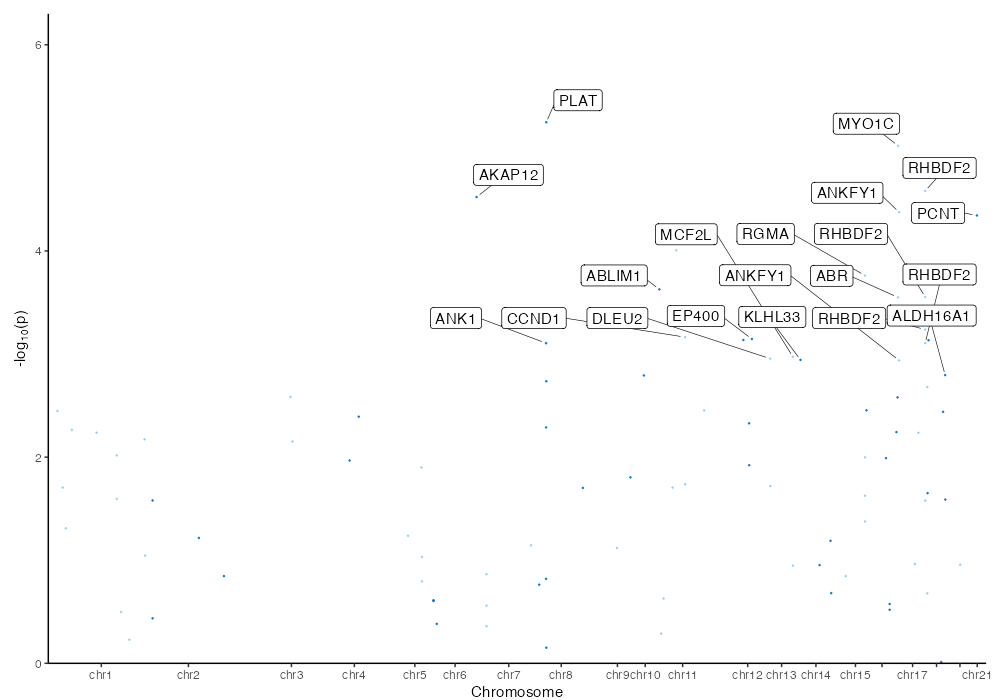 6
PLAT
MYO1C
AKAP12
RHBDF2
ANKFY1
PCNT
4
MCF2L
RGMA
RHBDF2
ABLIM1
ANKFY1
ABR
RHBDF2
ANK1
CCND1
DLEU2
EP400
KLHL33
RHBDF2
ALDH16A1
-log10(p)
2
0
chr1 chr2 chr3 chr4 chr5 chr6 chr7 chr8 chr9 chr10 chr11 chr12 chr13 chr14 chr15 chr17 chr18 chr21
Chromosome